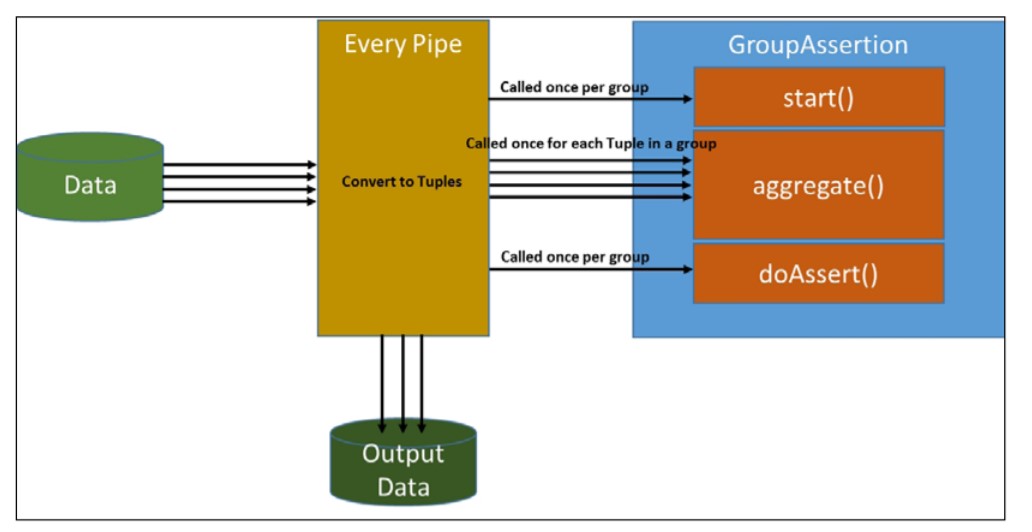 Every Pipe
GroupAssertion
Called once per group
start()
Called once for each Tuple in a group
Data
Convert to Tuples
aggregate()
Called once per group
doAssert()
Output
Data